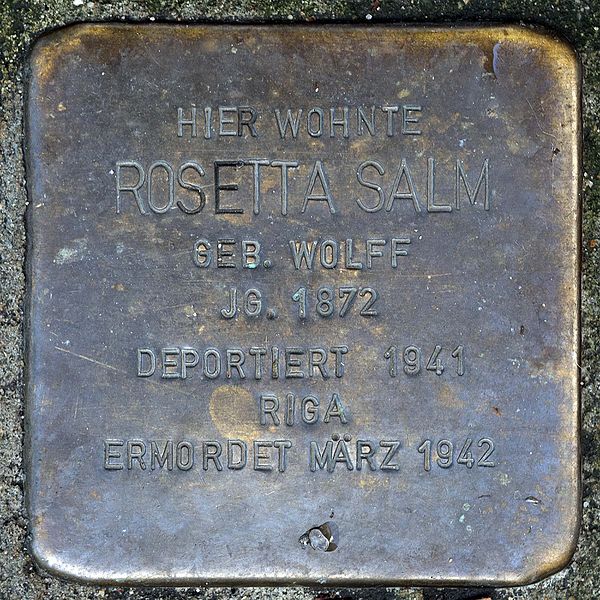 HIER WOHNTE
ROSETTA SALM
GEB. WOLFF
JG. 1872
DEPORTIERT 1941
RIGA
ERMORDET MÄRZ 1942